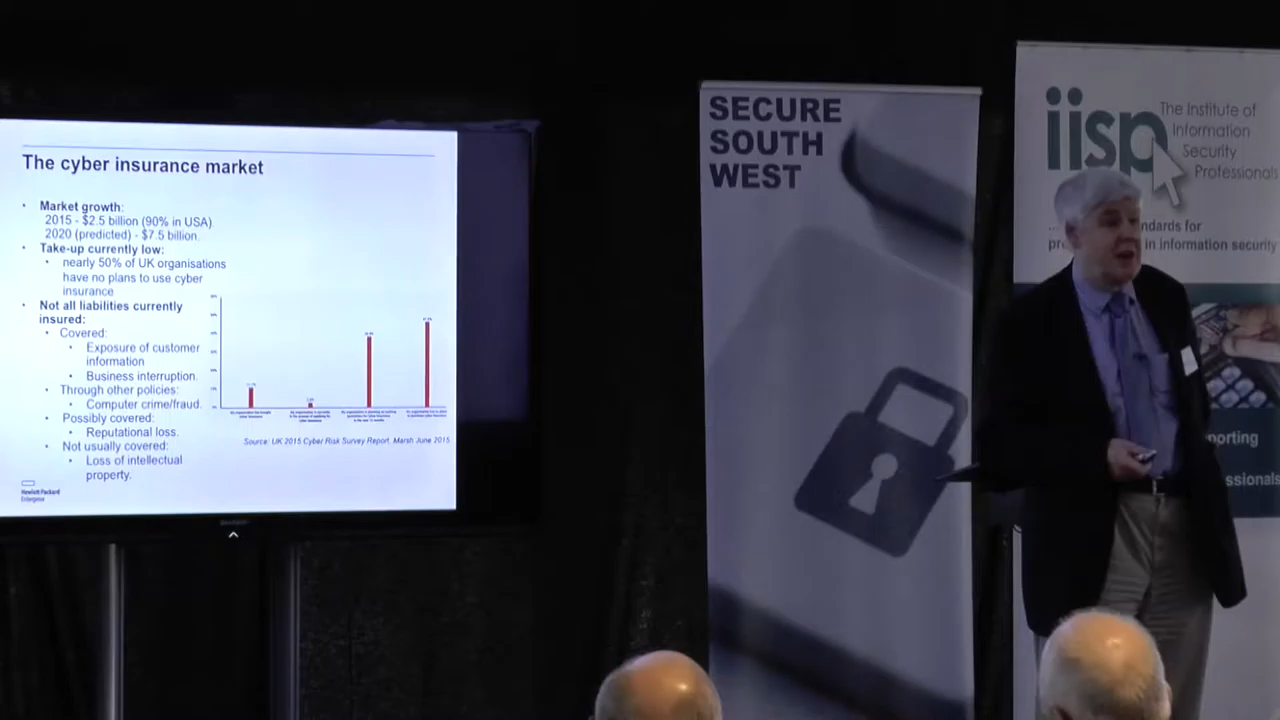 The cyber insurance market
• Market growth:
2015 - $2.5 billion (90% in USA)
2020 (predicted) - $7.5 billion.
• Take-up currently low:
• nearly 50% of UK organisations
have no plans to use cyber
insurance
• Not all liabilities currently
insured:
• Covered:
• Exposure of customer
information
• Business interruption.
• Through other policies:
• Computer crime/fraud.
• Possibly covered:
• Reputational loss.
• Not usually covered:
• Loss of intellectual
property.
Source: UK 2015 Cyber Risk Survey Report. Marsh June 2015
Hewlett Packard
Enterprise
SECURE
SOUTH
WEST
iisp
The Institute of
Information
Security
Professionals
in information security